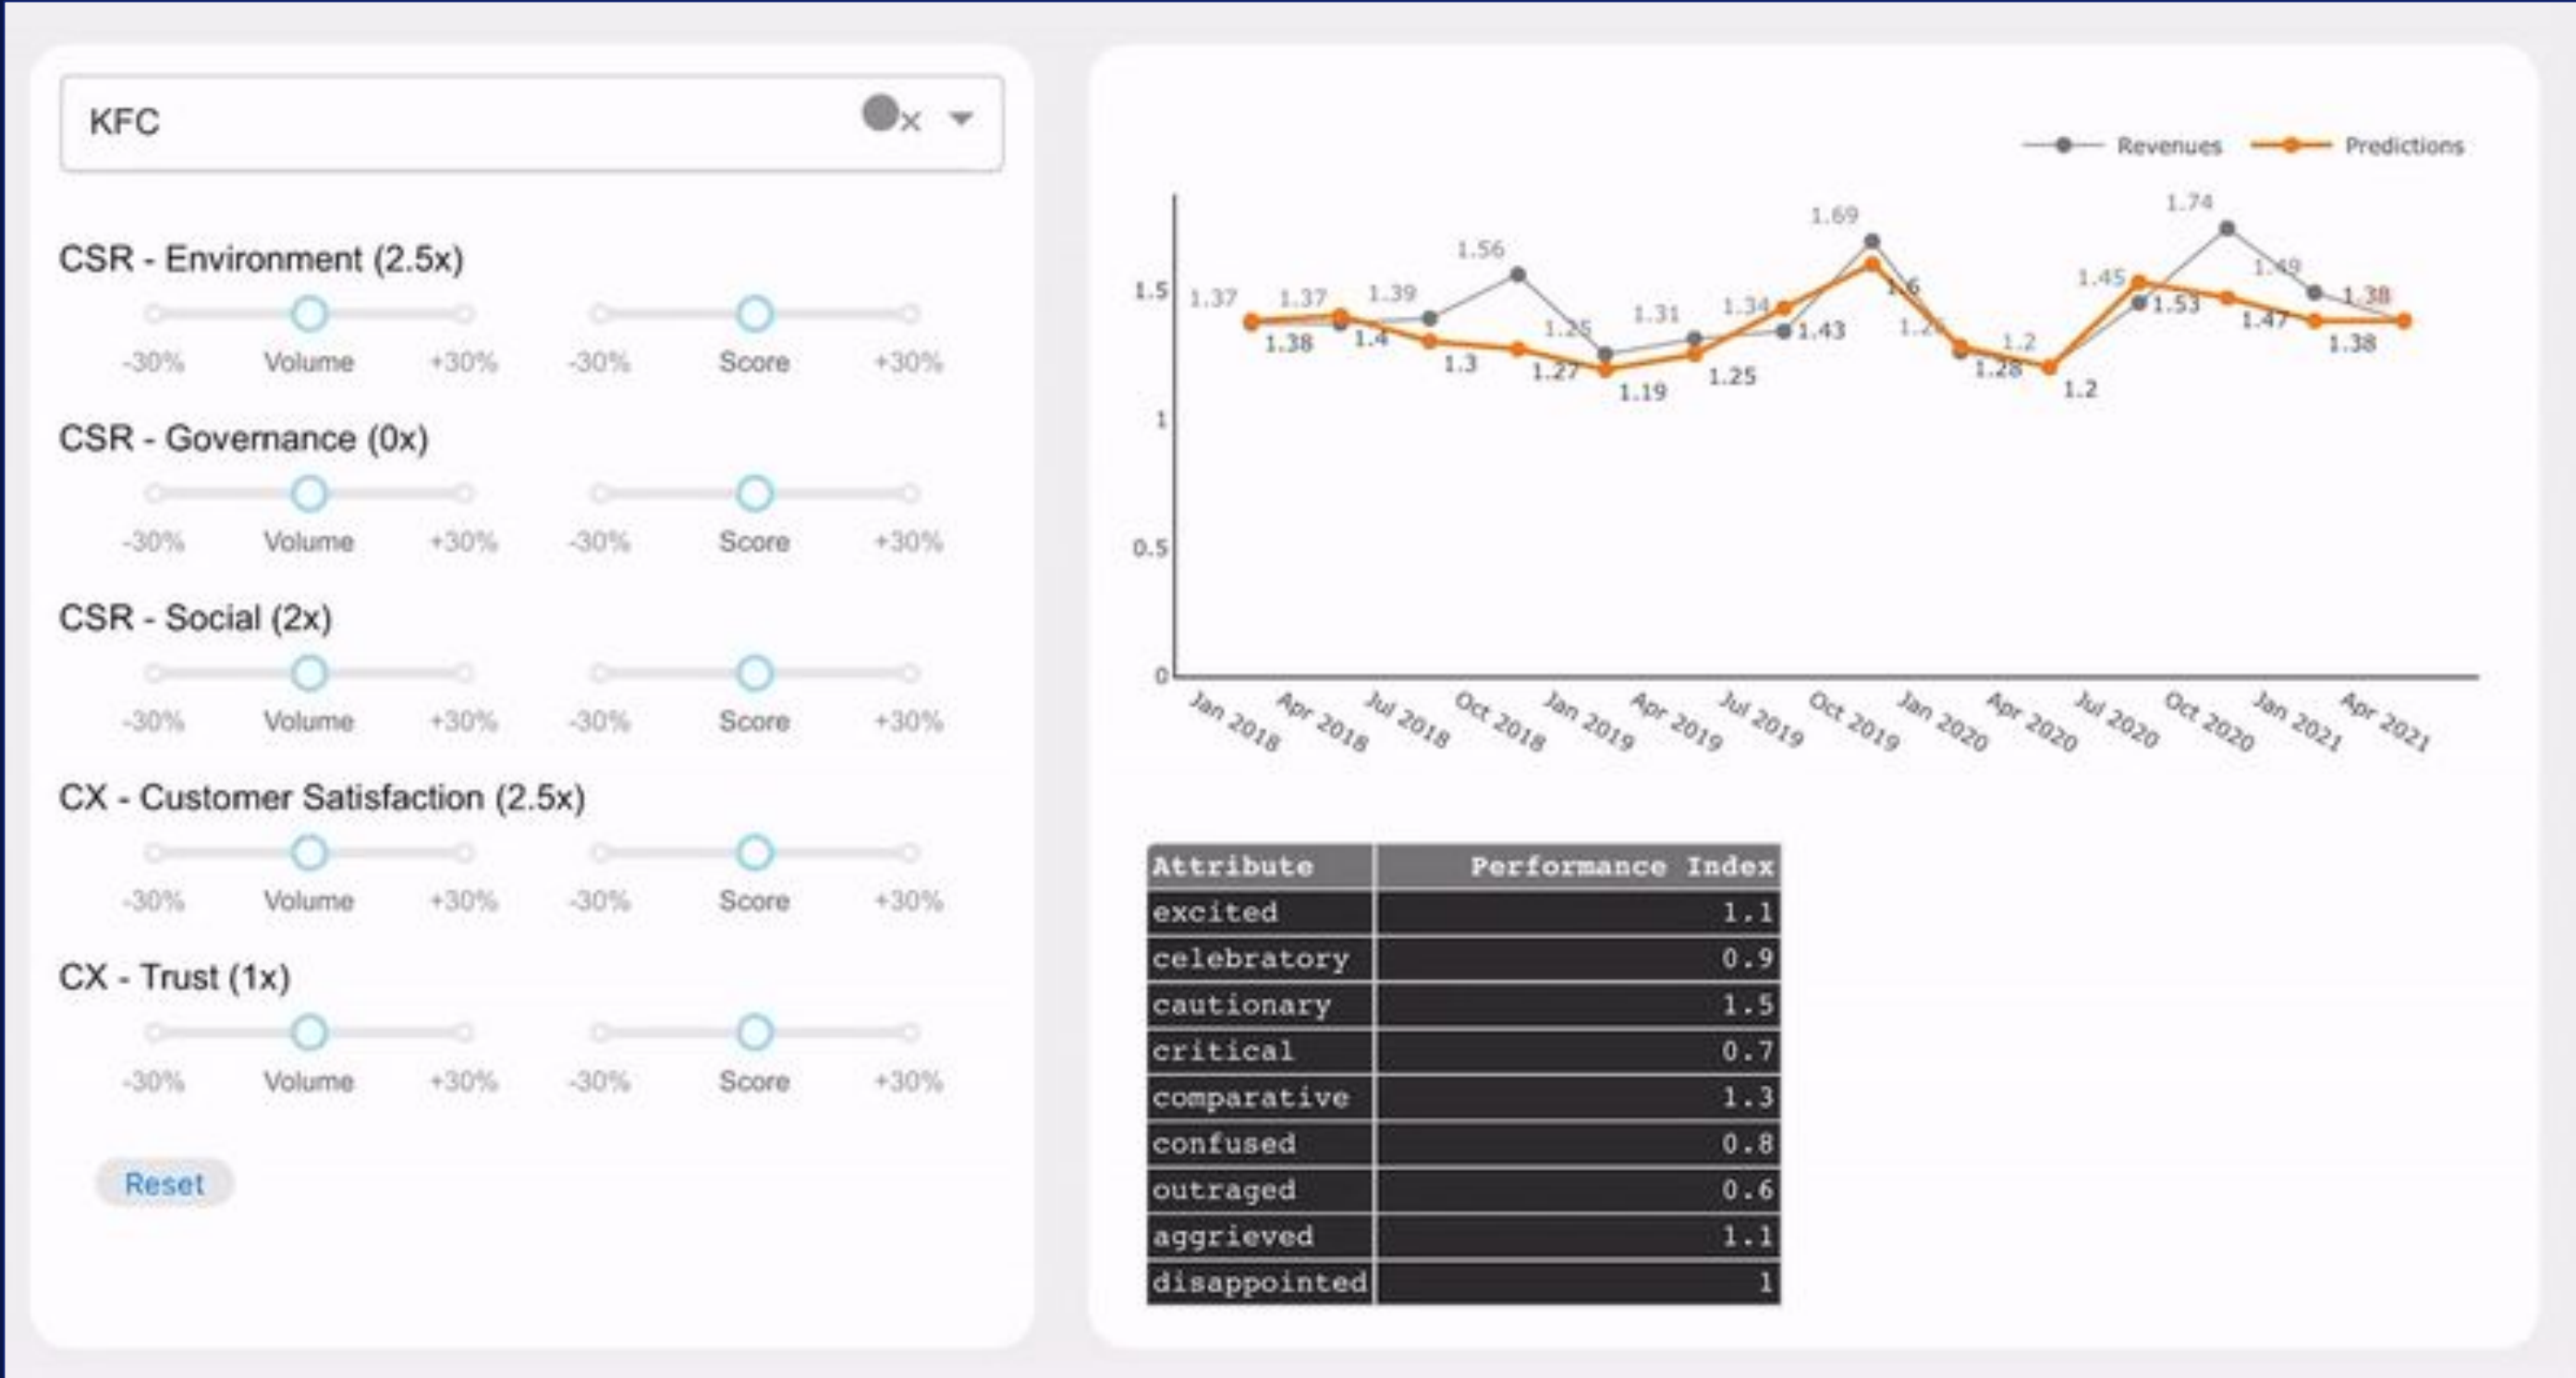 KFC
CSR - Environment (2.5x)
-30% Volume +30% -30% Score +30%
CSR - Governance (0x)
-30% Volume +30% -30% Score +30%
CSR - Social (2x)
-30% Volume +30% -30% Score +30%
CX - Customer Satisfaction (2.5x)
-30% Volume +30% -30% Score +30%
CX - Trust (1x)
-30% Volume +30% -30% Score +30%
Reset
Revenues Predictions
1.5
1
0.5
0
1.37 1.37 1.39 1.56 1.25 1.31 1.34 1.69 1.2 1.45 1.74 1.49 1.38
1.38 1.4 1.3 1.27 1.19 1.25 1.43 1.6 1.28 1.2 1.53 1.47 1.38
Jan 2018 Apr 2018 Jul 2018 Oct 2018 Jan 2019 Apr 2019 Jul 2019 Oct 2019 Jan 2020 Apr 2020 Jul 2020 Oct 2020 Jan 2021 Apr 2021
Attribute Performance Index
excited 1.1
celebratory 0.9
cautionary 1.5
critical 0.7
comparative 1.3
confused 0.8
outraged 0.6
aggrieved 1.1
disappointed 1